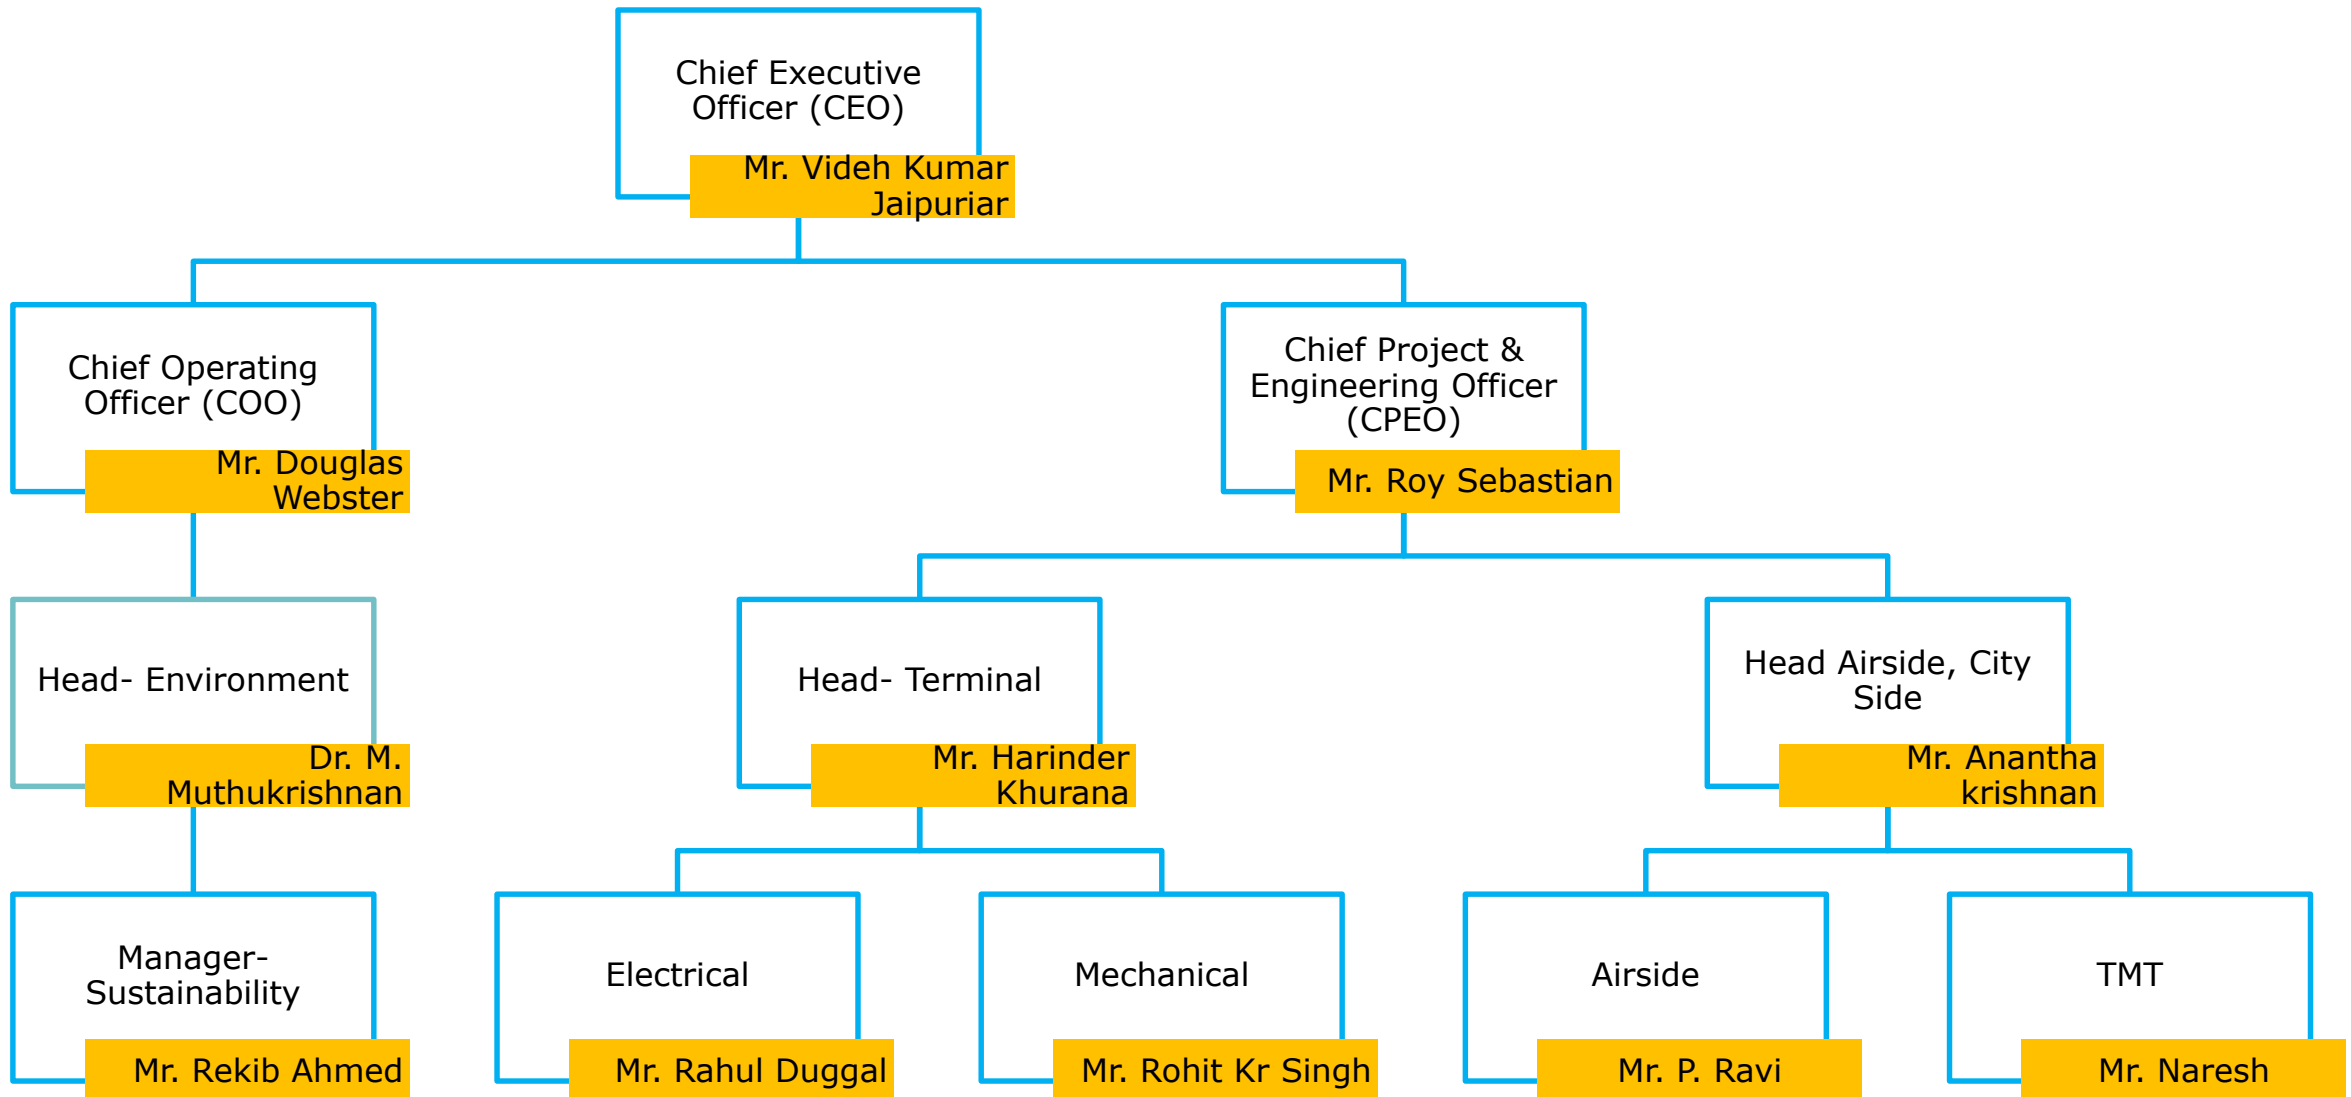 Chief Executive
Officer (CEO)
Mr. Videh Kumar
Jaipuriar
Chief Operating
Officer (COO)
Mr. Douglas
Webster
Chief Project &
Engineering Officer
(CPEO)
Mr. Roy Sebastian
Head- Environment
Dr. M.
Muthukrishnan
Head- Terminal
Mr. Harinder
Khurana
Head Airside, City
Side
Mr. Anantha
krishnan
Manager-
Sustainability
Mr. Rekib Ahmed
Electrical
Mr. Rahul Duggal
Mechanical
Mr. Rohit Kr Singh
Airside
Mr. P. Ravi
TMT
Mr. Naresh